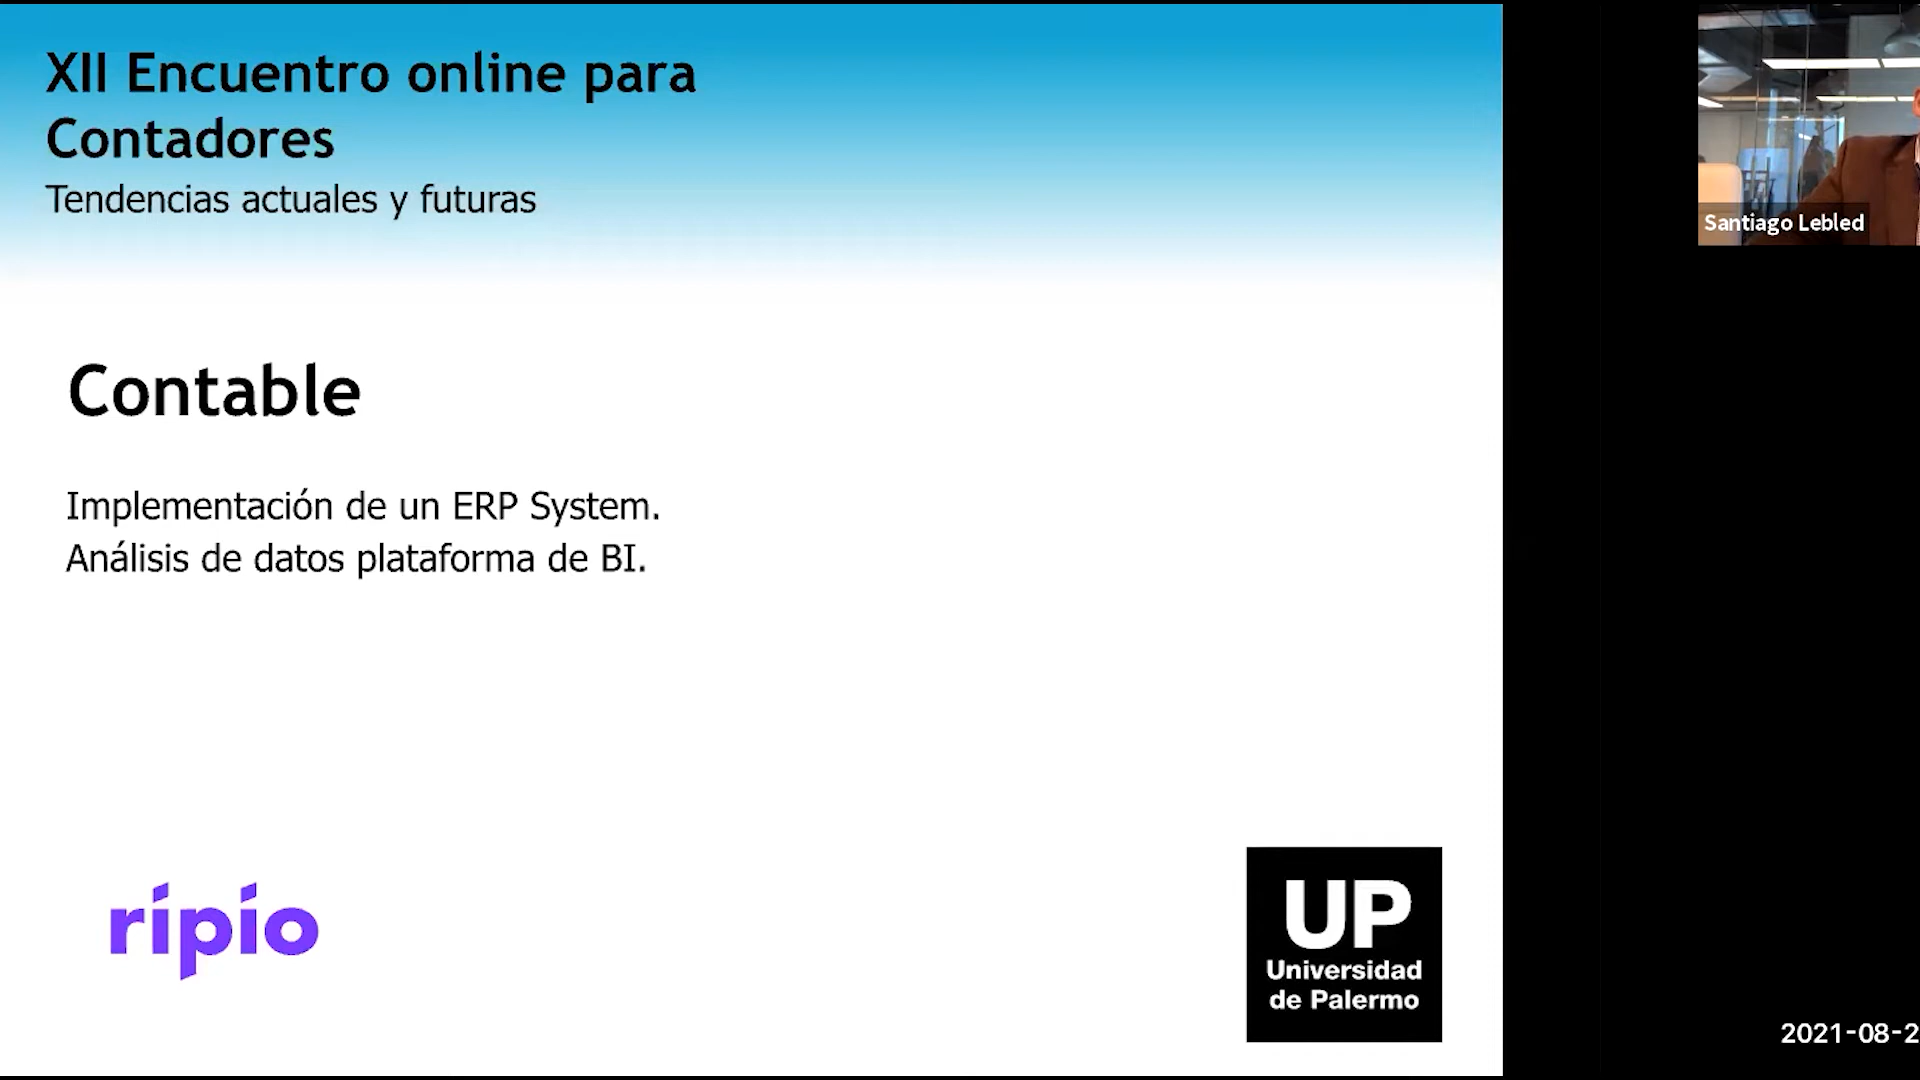 XII Encuentro online para
Contadores
Tendencias actuales y futuras
Santiago Lebled
Contable
Implementación de un ERP System.
Análisis de datos plataforma de BI.
ripio
UP
Universidad
de Palermo
2021-08-2